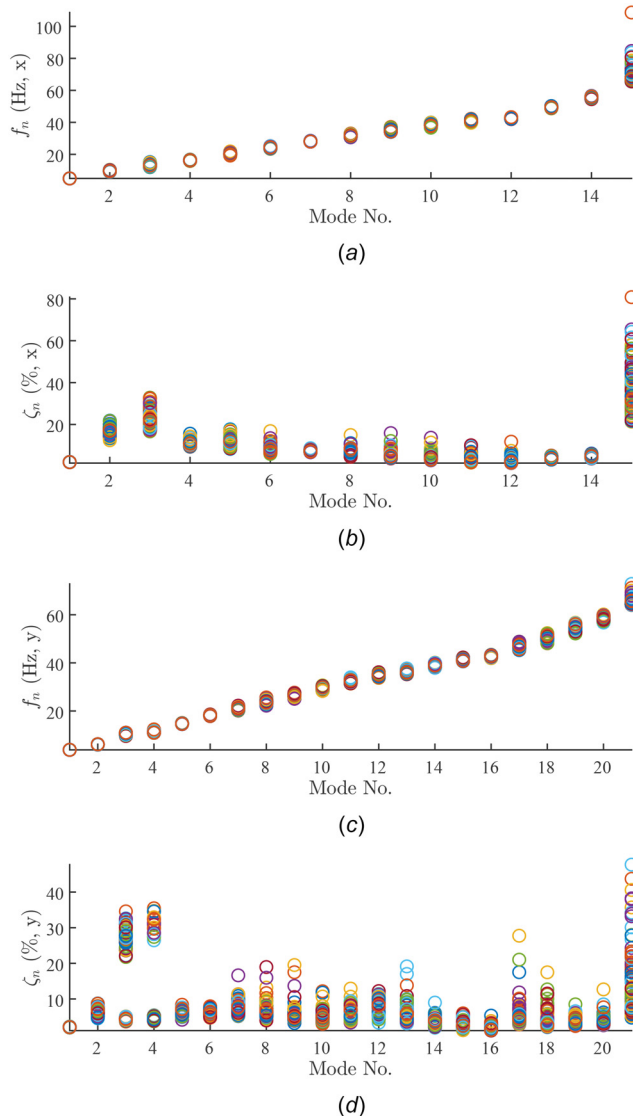 100
80
60
40
20
f_n (Hz, x)
2 4 6 8 10 12 14
Mode No.
(a)
80
60
40
20
ζ_n (%, x)
2 4 6 8 10 12 14
Mode No.
(b)
60
40
20
f_n (Hz, y)
2 4 6 8 10 12 14 16 18 20
Mode No.
(c)
40
30
20
10
ζ_n (%, y)
2 4 6 8 10 12 14 16 18 20
Mode No.
(d)